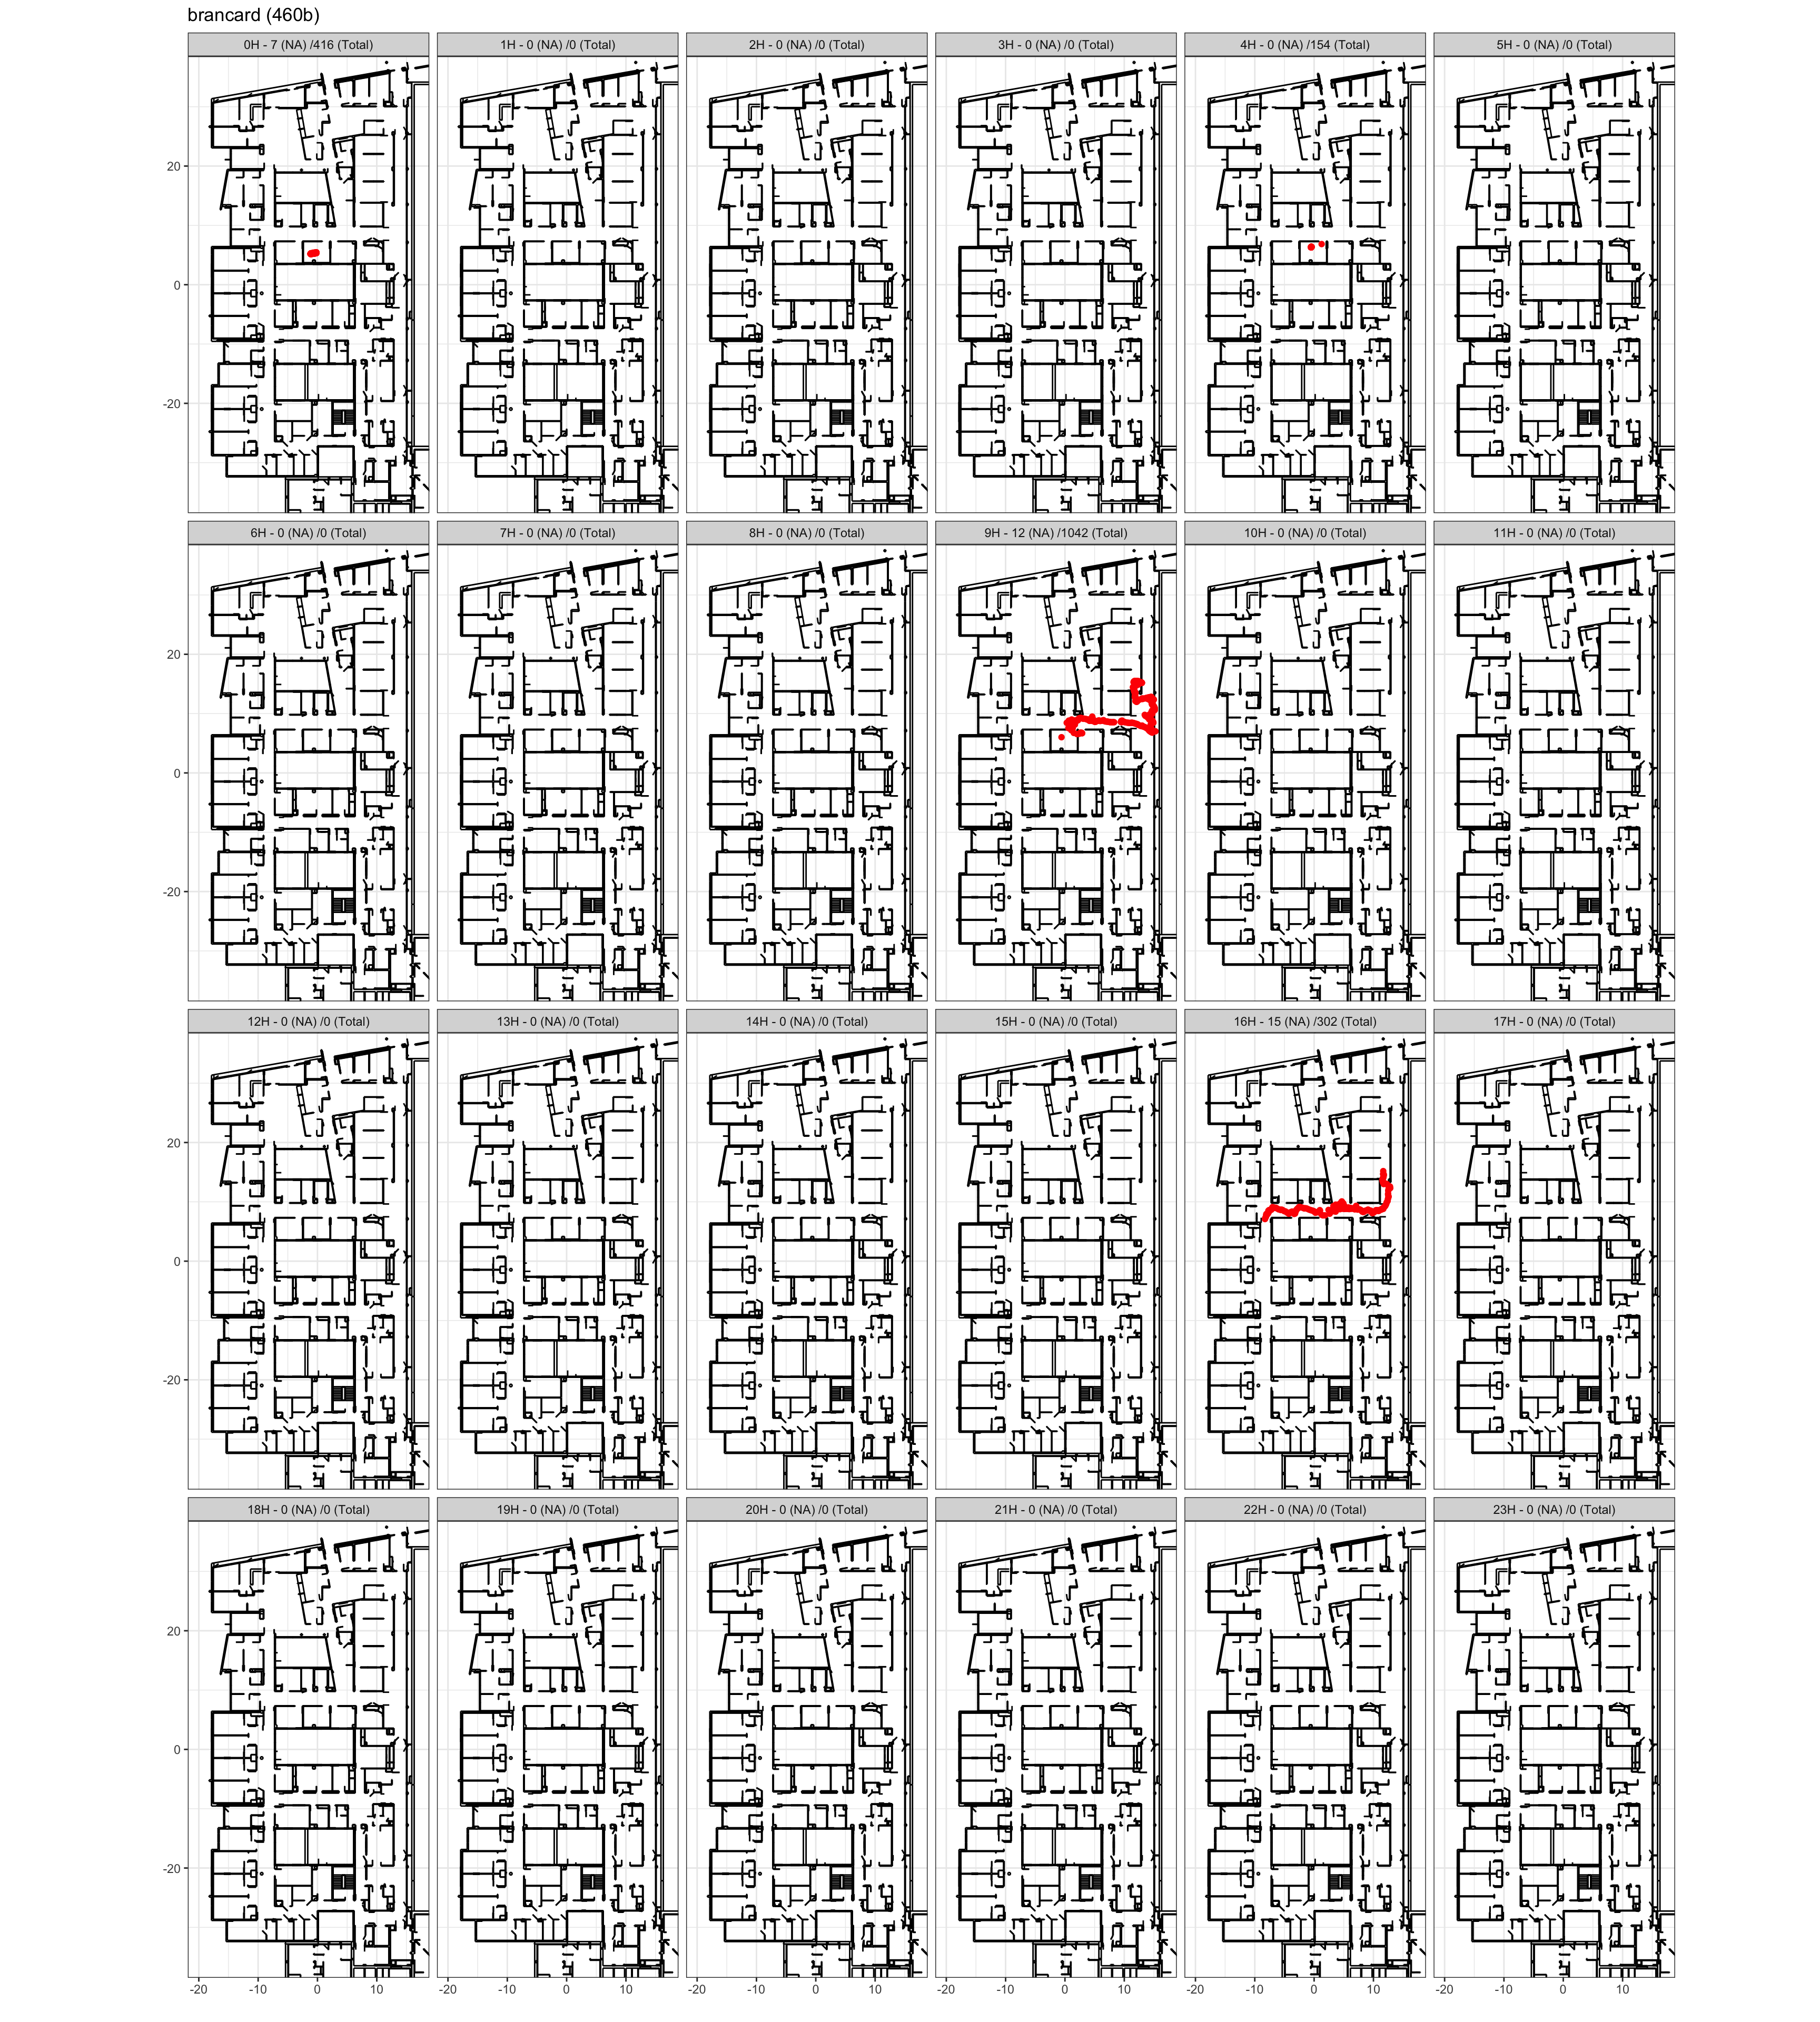 brancard (460b)
0H - 7 (NA) /416 (Total) 1H - 0 (NA) /0 (Total) 2H - 0 (NA) /0 (Total) 3H - 0 (NA) /0 (Total) 4H - 0 (NA) /154 (Total) 5H - 0 (NA) /0 (Total)
20
0
-20
6H - 0 (NA) /0 (Total) 7H - 0 (NA) /0 (Total) 8H - 0 (NA) /0 (Total) 9H - 12 (NA) /1042 (Total) 10H - 0 (NA) /0 (Total) 11H - 0 (NA) /0 (Total)
20
0
-20
12H - 0 (NA) /0 (Total) 13H - 0 (NA) /0 (Total) 14H - 0 (NA) /0 (Total) 15H - 0 (NA) /0 (Total) 16H - 15 (NA) /302 (Total) 17H - 0 (NA) /0 (Total)
20
0
-20
18H - 0 (NA) /0 (Total) 19H - 0 (NA) /0 (Total) 20H - 0 (NA) /0 (Total) 21H - 0 (NA) /0 (Total) 22H - 0 (NA) /0 (Total) 23H - 0 (NA) /0 (Total)
20
0
-20
-20 -10 0 10 -20 -10 0 10 -20 -10 0 10 -20 -10 0 10 -20 -10 0 10 -20 -10 0 10